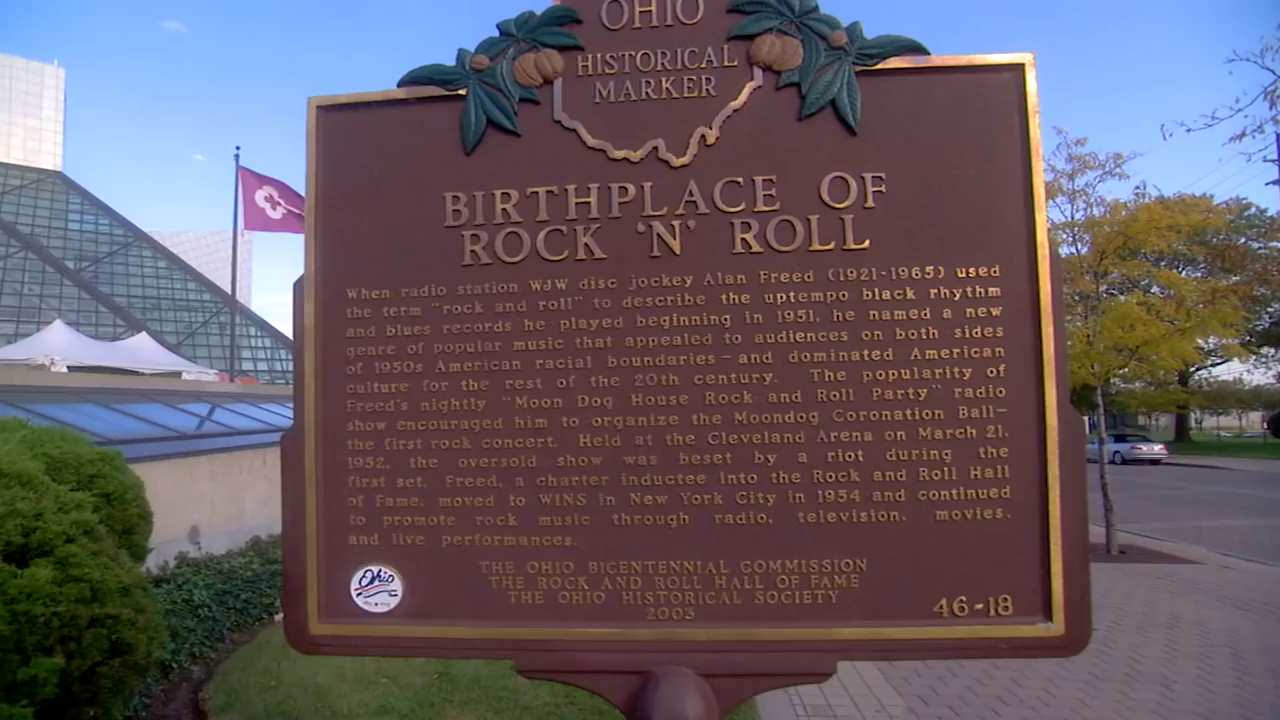 OHIO
HISTORICAL
MARKER
BIRTHPLACE OF
ROCK 'N' ROLL
When radio station WJW disc jockey Alan Freed (1921-1965) used
the term "rock and roll" to describe the uptempo black rhythm
and blues records he played beginning in 1951, he named a new
genre of popular music that appealed to audiences on both sides
of 1950s American racial boundaries—and dominated American
culture for the rest of the 20th century. The popularity of
Freed's nightly "Moon Dog House Rock and Roll Party" radio
show encouraged him to organize the Moondog Coronation Ball—
the first rock concert. Held at the Cleveland Arena on March 21,
1952, the oversold show was beset by a riot during the
first set. Freed, a charter inductee into the Rock and Roll Hall
of Fame, moved to WINS in New York City in 1954 and continued
to promote rock music through radio, television, movies,
and live performances.
THE OHIO BICENTENNIAL COMMISSION
THE ROCK AND ROLL HALL OF FAME
THE OHIO HISTORICAL SOCIETY
2003
46-18
Ohio